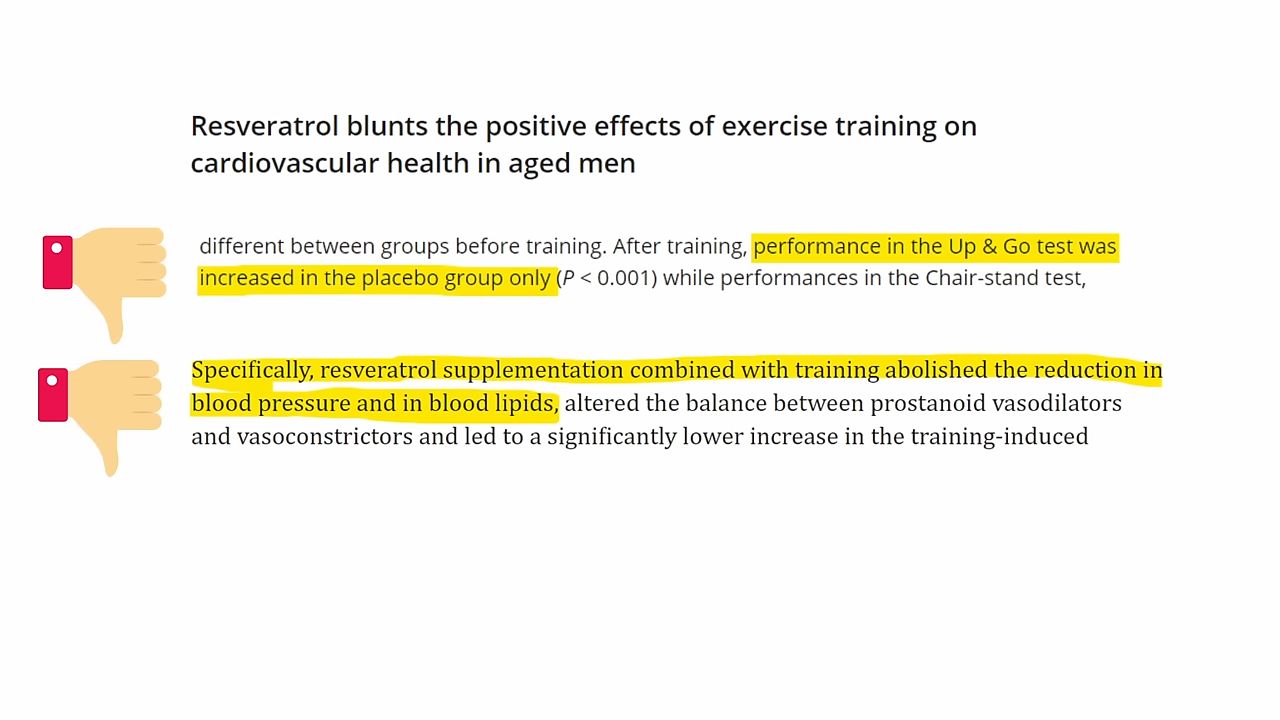 Resveratrol blunts the positive effects of exercise training on
cardiovascular health in aged men
different between groups before training. After training, performance in the Up & Go test was
increased in the placebo group only (P < 0.001) while performances in the Chair-stand test,
Specifically, resveratrol supplementation combined with training abolished the reduction in
blood pressure and in blood lipids, altered the balance between prostanoid vasodilators
and vasoconstrictors and led to a significantly lower increase in the training-induced